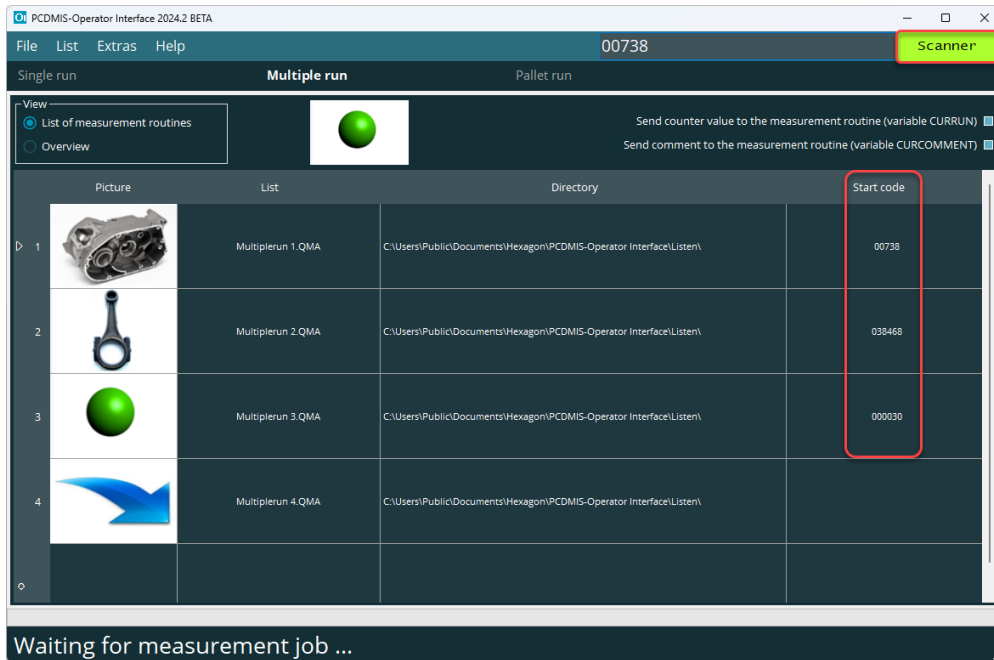 PCDMIS-Operator Interface 2024.2 BETA
File List Extras Help 00738 Scanner
Single run Multiple run Pallet run
View
List of measurement routines
Overview
Send counter value to the measurement routine (variable CURRUN)
Send comment to the measurement routine (variable CURCOMMENT)
Picture List Directory Start code
1 Multiplerun 1.QMA C:\Users\Public\Documents\Hexagon\PCDMIS-Operator Interface\Listen\ 00738
2 Multiplerun 2.QMA C:\Users\Public\Documents\Hexagon\PCDMIS-Operator Interface\Listen\ 038468
3 Multiplerun 3.QMA C:\Users\Public\Documents\Hexagon\PCDMIS-Operator Interface\Listen\ 000030
4 Multiplerun 4.QMA C:\Users\Public\Documents\Hexagon\PCDMIS-Operator Interface\Listen\
Waiting for measurement job ...